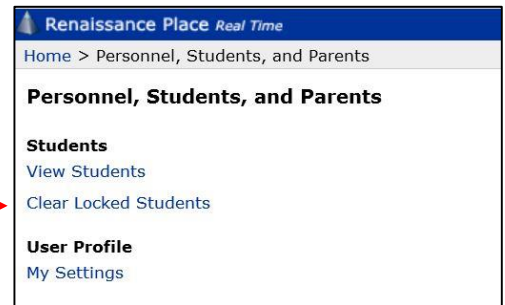 Renaissance Place Real Time
Home > Personnel, Students, and Parents
Personnel, Students, and Parents
Students
View Students
Clear Locked Students
User Profile
My Settings